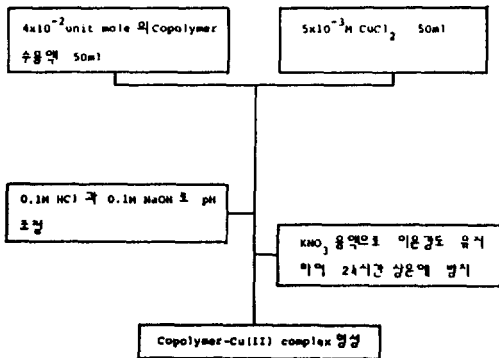 4x10⁻² unit mole 의 Copolymer
수용액 50ml
5x10⁻³M CuCl₂ 50ml
0.1M HCl 과 0.1M NaOH 로 pH
조절
KNO₃ 용액으로 이온강도 유지
하여 24시간 상온에 방치
Copolymer-Cu(II) complex 형성